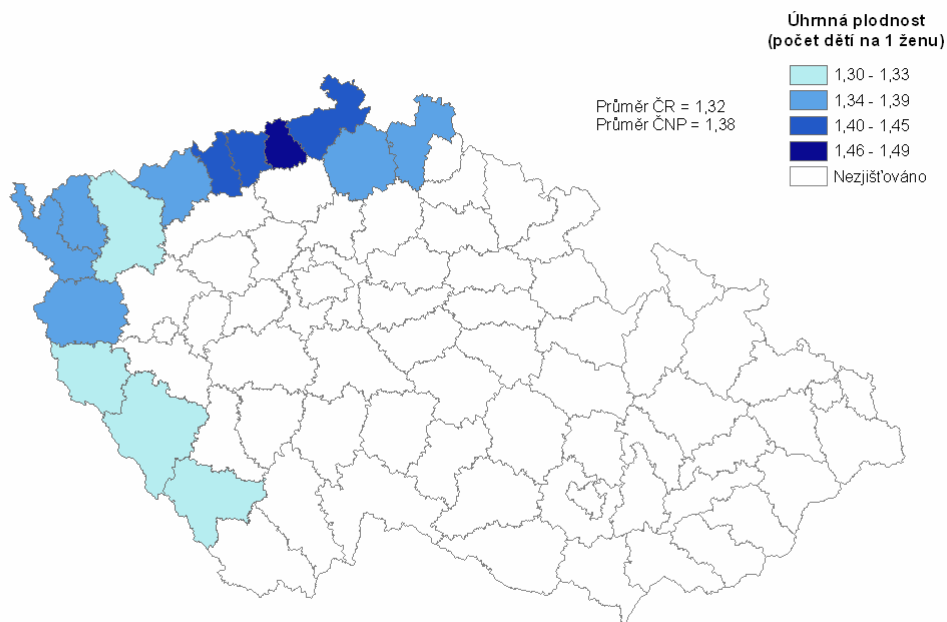 Úhrnná plodnost
(počet dětí na 1 ženu)
1,30 - 1,33
1,34 - 1,39
1,40 - 1,45
1,46 - 1,49
Nezjišťováno
Průměr ČR = 1,32
Průměr ČNP = 1,38